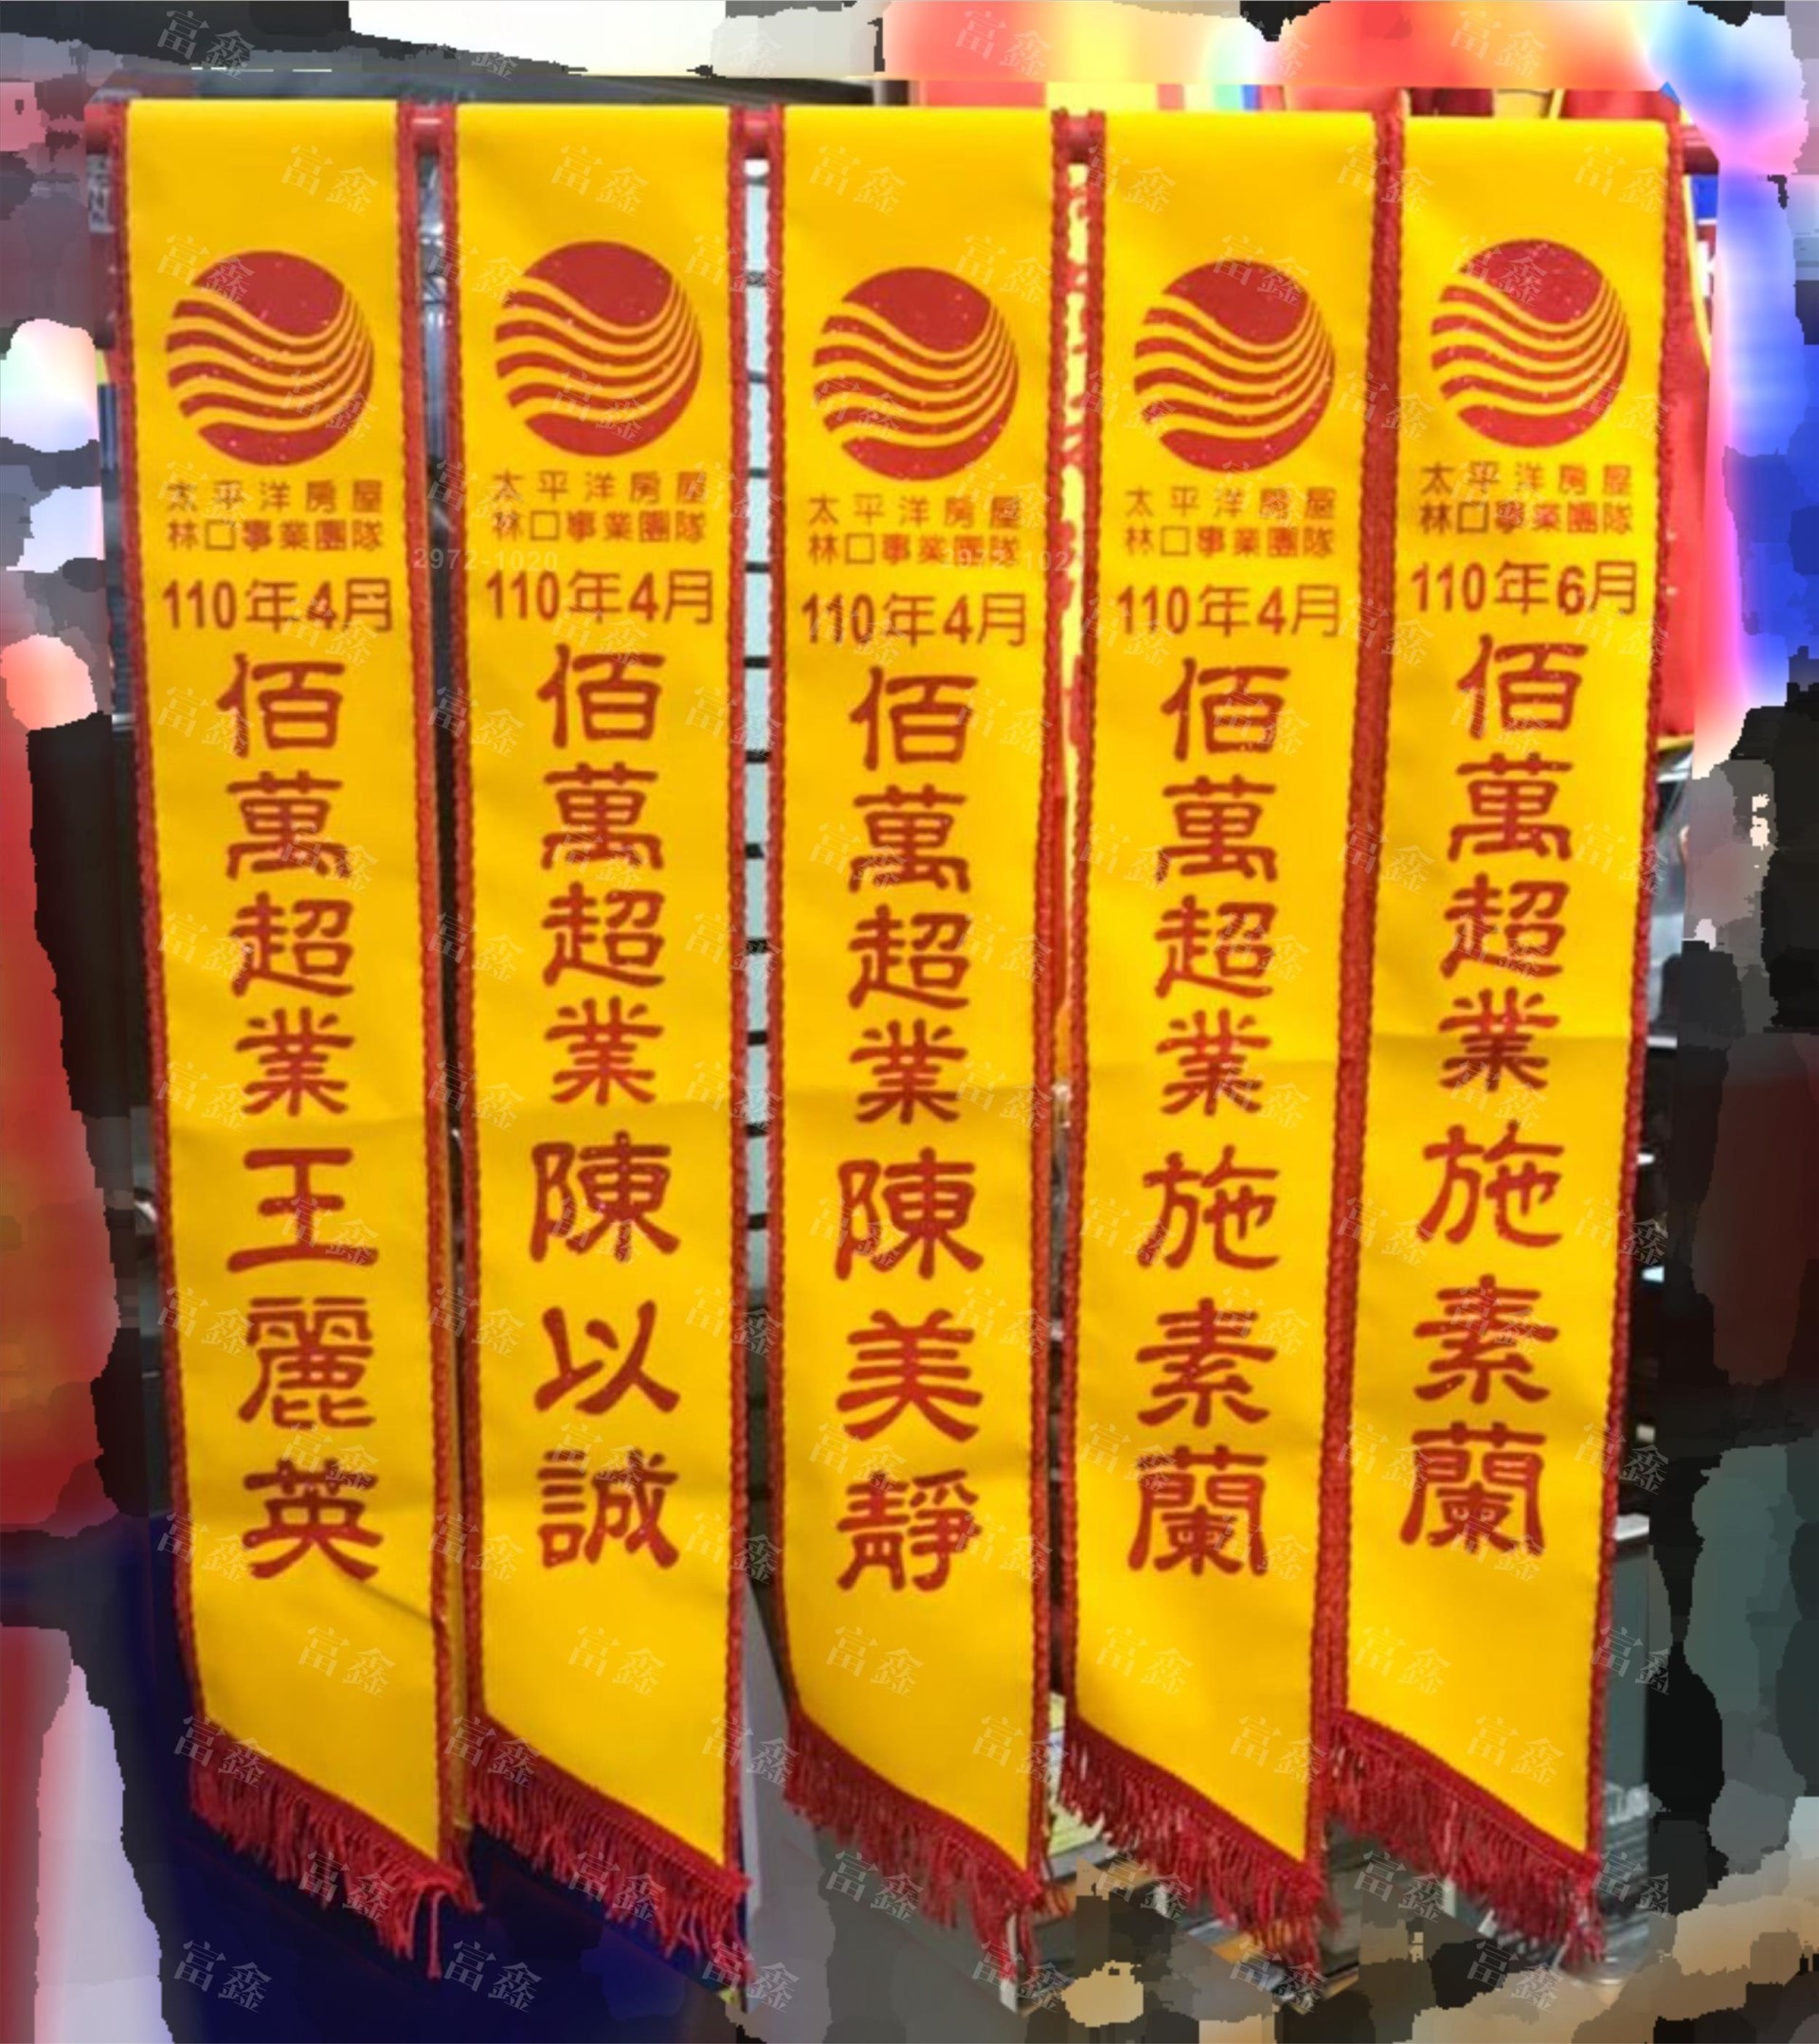 太平洋房屋
林口事業團隊
110年4月
佰萬超業王麗英
太平洋房屋
林口事業團隊
110年4月
佰萬超業陳以誠
太平洋房屋
林口事業團隊
110年4月
佰萬超業陳美靜
太平洋房屋
林口事業團隊
110年4月
佰萬超業施素蘭
太平洋房屋
林口事業團隊
110年6月
佰萬超業施素蘭
富鑫
2972-1020